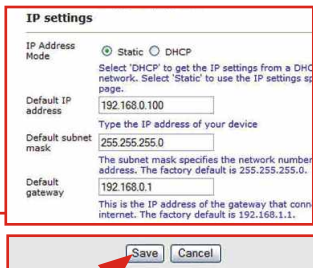 IP settings
IP Address Mode
Static DHCP
Select 'DHCP' to get the IP settings from a
network. Select 'Static' to use the IP settings
page.
Default IP address
192.168.0.100
Type the IP address of your device
Default subnet mask
255.255.255.0
The subnet mask specifies the network number
address. The factory default is 255.255.255.0.
Default gateway
192.168.0.1
This is the IP address of the gateway that
internet. The factory default is 192.168.1.1.
Save Cancel